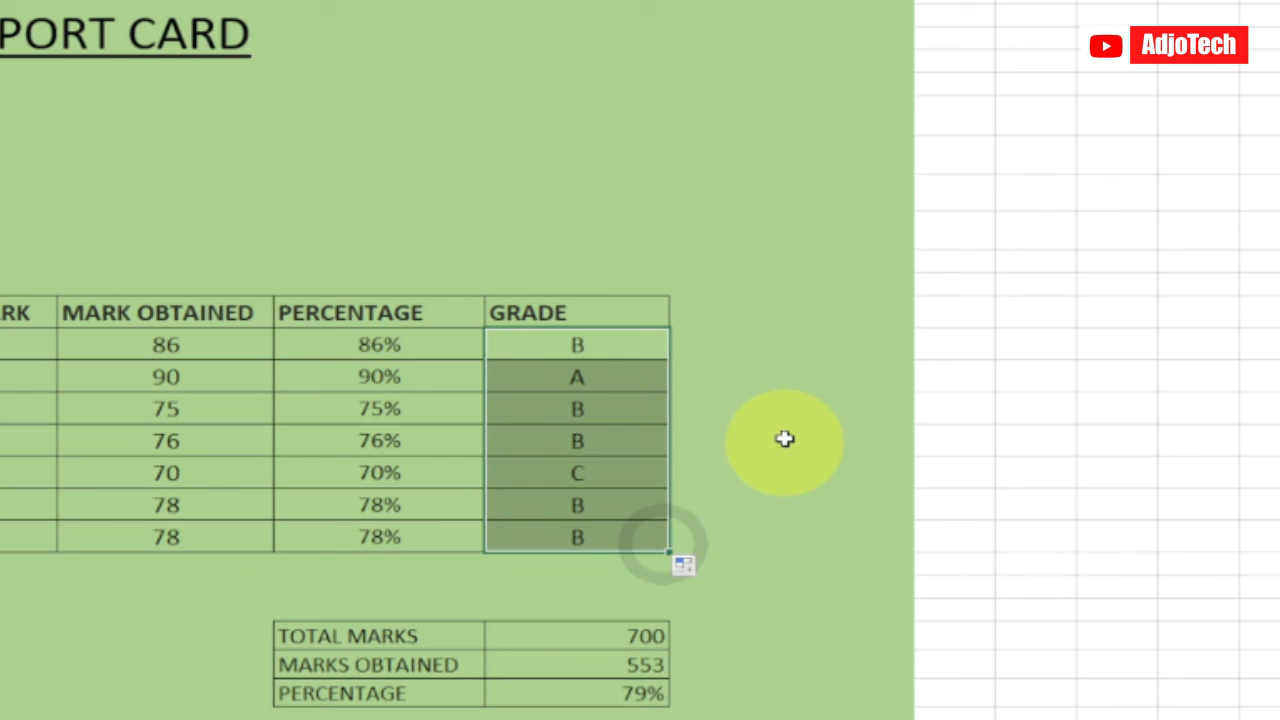 PORT CARD
AdjoTech
RK MARK OBTAINED PERCENTAGE GRADE
86 86% B
90 90% A
75 75% B
76 76% B
70 70% C
78 78% B
78 78% B
TOTAL MARKS 700
MARKS OBTAINED 553
PERCENTAGE 79%